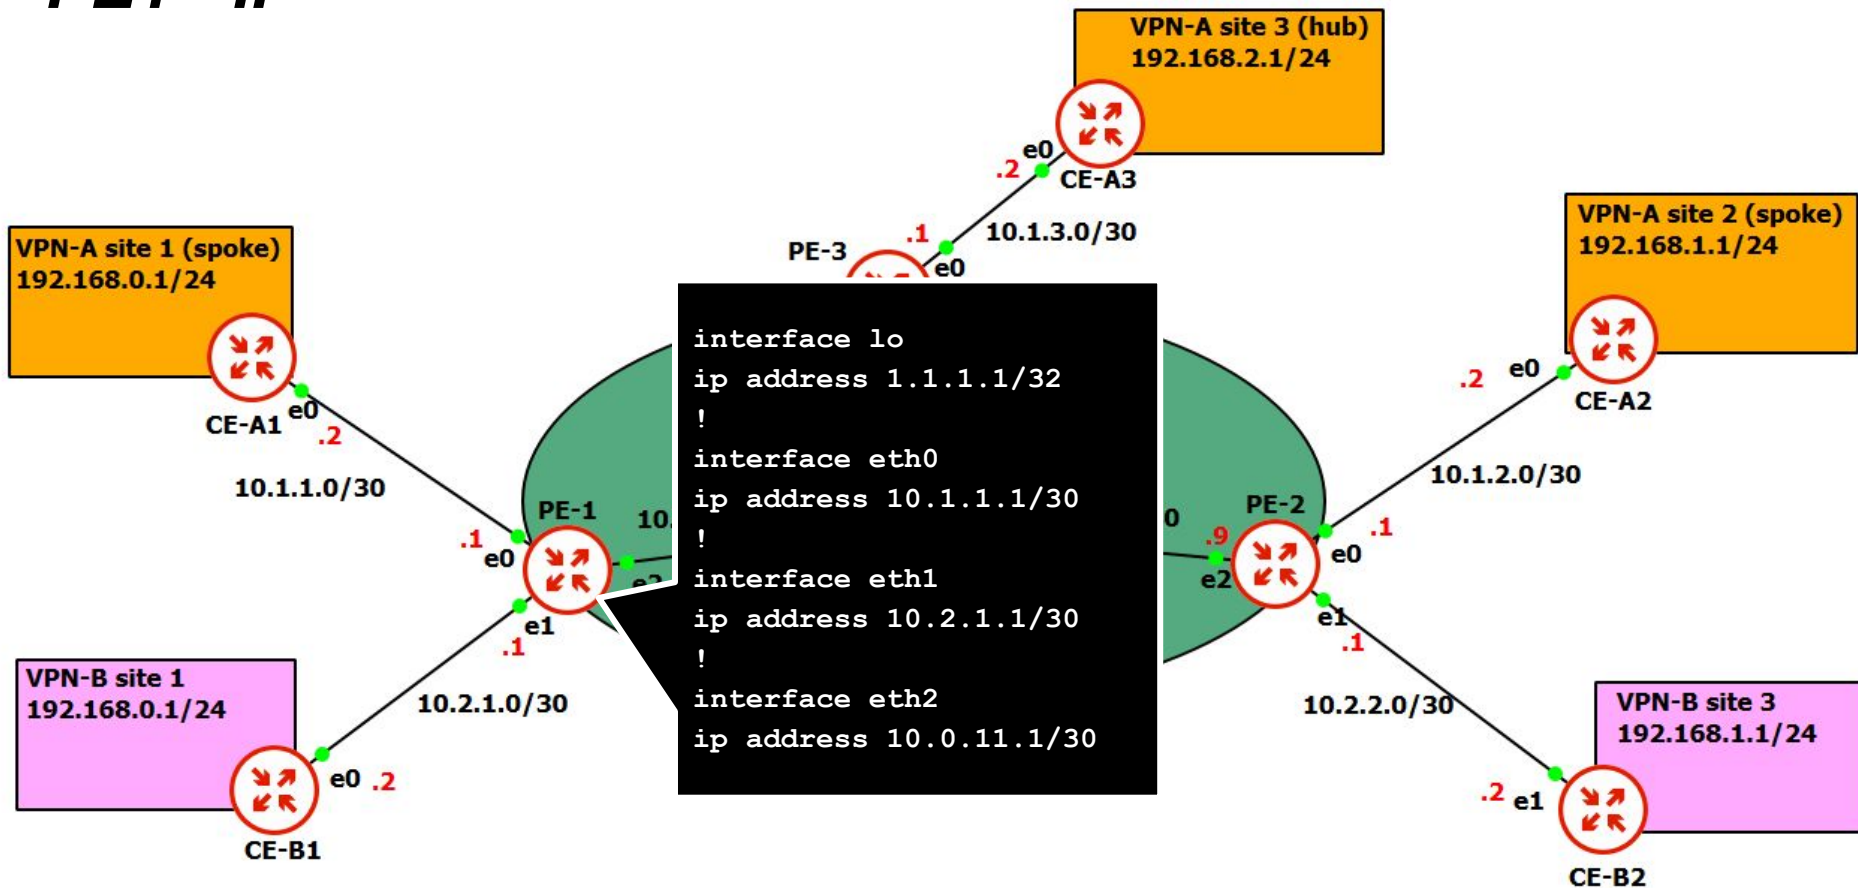 VPN-A site 3 (hub)
192.168.2.1/24
e0
.2
CE-A3
10.1.3.0/30
.1
PE-3
e0
VPN-A site 1 (spoke)
192.168.0.1/24
CE-A1
e0
.2
10.1.1.0/30
VPN-A site 2 (spoke)
192.168.1.1/24
.2
e0
CE-A2
10.1.2.0/30
interface lo
ip address 1.1.1.1/32
!
interface eth0
ip address 10.1.1.1/30
!
interface eth1
ip address 10.2.1.1/30
!
interface eth2
ip address 10.0.11.1/30
PE-1
10.
.1
e0
e1
.1
0
PE-2
.9
e2
.1
e0
e1
.1
10.2.1.0/30
10.2.2.0/30
VPN-B site 1
192.168.0.1/24
e0 .2
CE-B1
VPN-B site 3
192.168.1.1/24
.2 e1
CE-B2